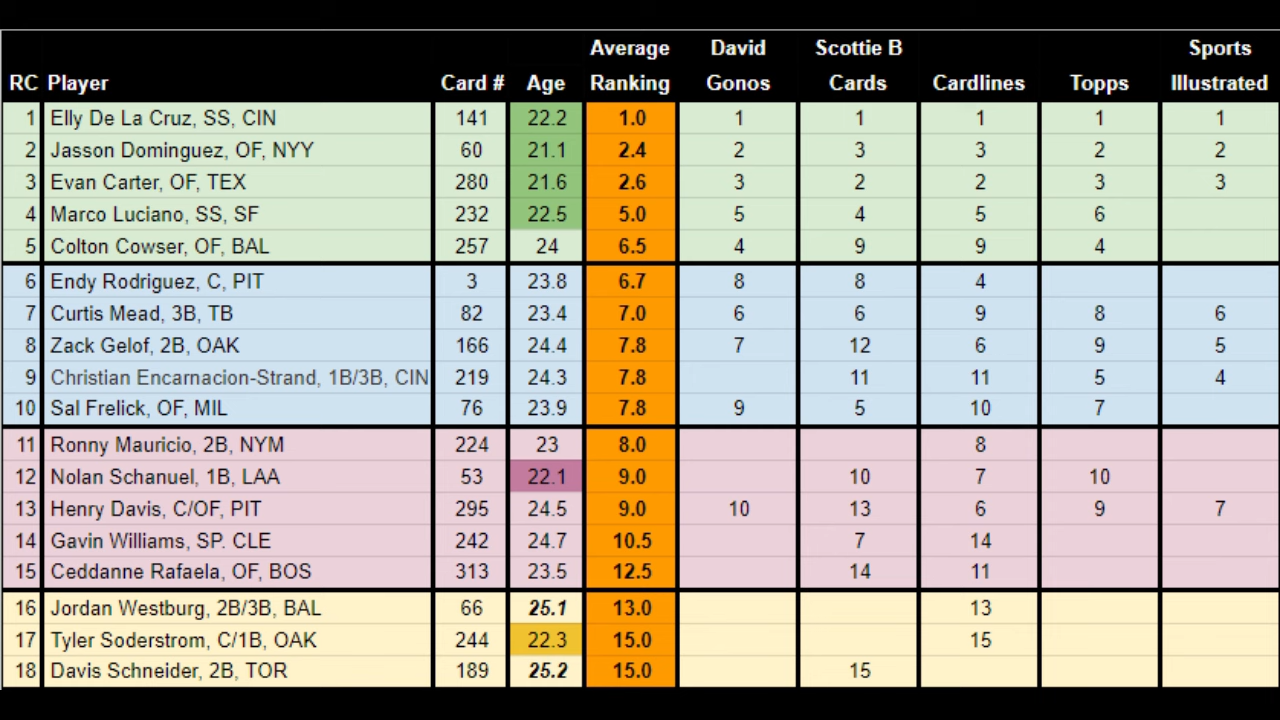 Average David Scottie B Sports
RC Player Card # Age Ranking Gonos Cards Cardlines Topps Illustrated
1 Elly De La Cruz, SS, CIN 141 22.2 1.0 1 1 1 1 1
2 Jasson Dominguez, OF, NYY 60 21.1 2.4 2 3 3 2 2
3 Evan Carter, OF, TEX 280 21.6 2.6 3 2 2 3 3
4 Marco Luciano, SS, SF 232 22.5 5.0 5 4 5 6
5 Colton Cowser, OF, BAL 257 24 6.5 4 9 9 4
6 Endy Rodriguez, C, PIT 3 23.8 6.7 8 8 4
7 Curtis Mead, 3B, TB 82 23.4 7.0 6 6 9 8 6
8 Zack Gelof, 2B, OAK 166 24.4 7.8 7 12 6 9 5
9 Christian Encarnacion-Strand, 1B/3B, CIN 219 24.3 7.8 11 11 5 4
10 Sal Frelick, OF, MIL 76 23.9 7.8 9 5 10 7
11 Ronny Mauricio, 2B, NYM 224 23 8.0 8
12 Nolan Schanuel, 1B, LAA 53 22.1 9.0 10 7 10
13 Henry Davis, C/OF, PIT 295 24.5 9.0 10 13 6 9 7
14 Gavin Williams, SP. CLE 242 24.7 10.5 7 14
15 Ceddanne Rafaela, OF, BOS 313 23.5 12.5 14 11
16 Jordan Westburg, 2B/3B, BAL 66 25.1 13.0 13
17 Tyler Soderstrom, C/1B, OAK 244 22.3 15.0 15
18 Davis Schneider, 2B, TOR 189 25.2 15.0 15